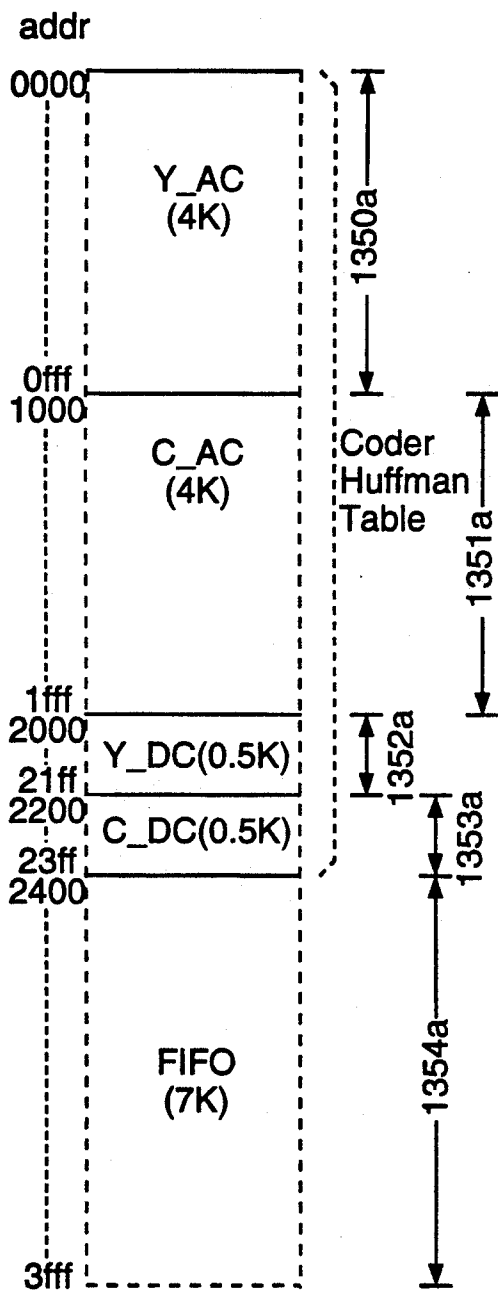 addr
0000
Y_AC
(4K)
1350a
0fff
1000
C_AC
(4K)
Coder
Huffman
Table
1351a
1fff
2000
Y_DC(0.5K)
1352a
21ff
2200
C_DC(0.5K)
1353a
23ff
2400
FIFO
(7K)
1354a
3fff